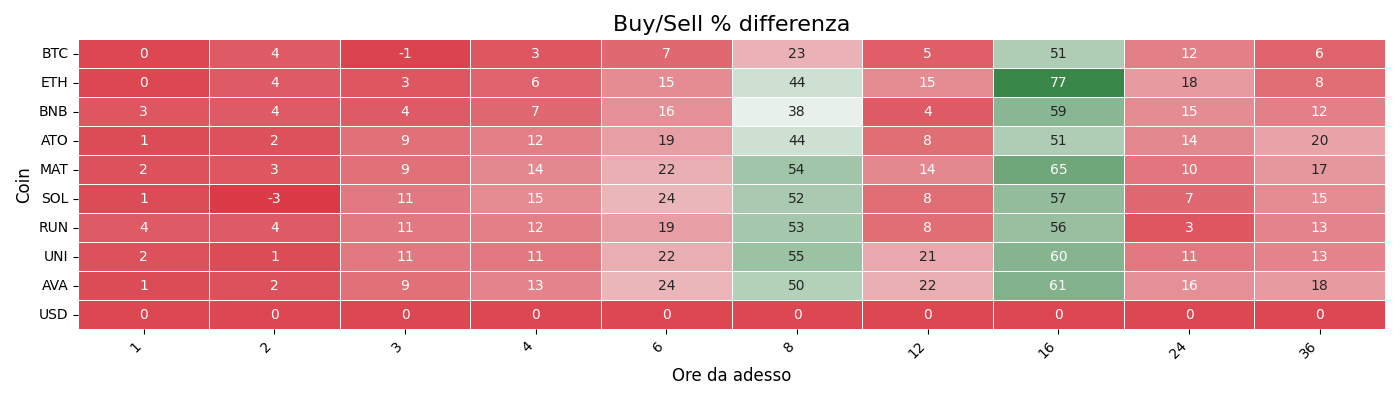 Buy/Sell % differenza
Coin
BTC 0 4 -1 3 7 23 5 51 12 6
ETH 0 4 3 6 15 44 15 77 18 8
BNB 3 4 4 7 16 38 4 59 15 12
ATO 1 2 9 12 19 44 8 51 14 20
MAT 2 3 9 14 22 54 14 65 10 17
SOL 1 -3 11 15 24 52 8 57 7 15
RUN 4 4 11 12 19 53 8 56 3 13
UNI 2 1 11 11 22 55 21 60 11 13
AVA 1 2 9 13 24 50 22 61 16 18
USD 0 0 0 0 0 0 0 0 0 0
1 2 3 4 6 8 12 16 24 36
Ore da adesso